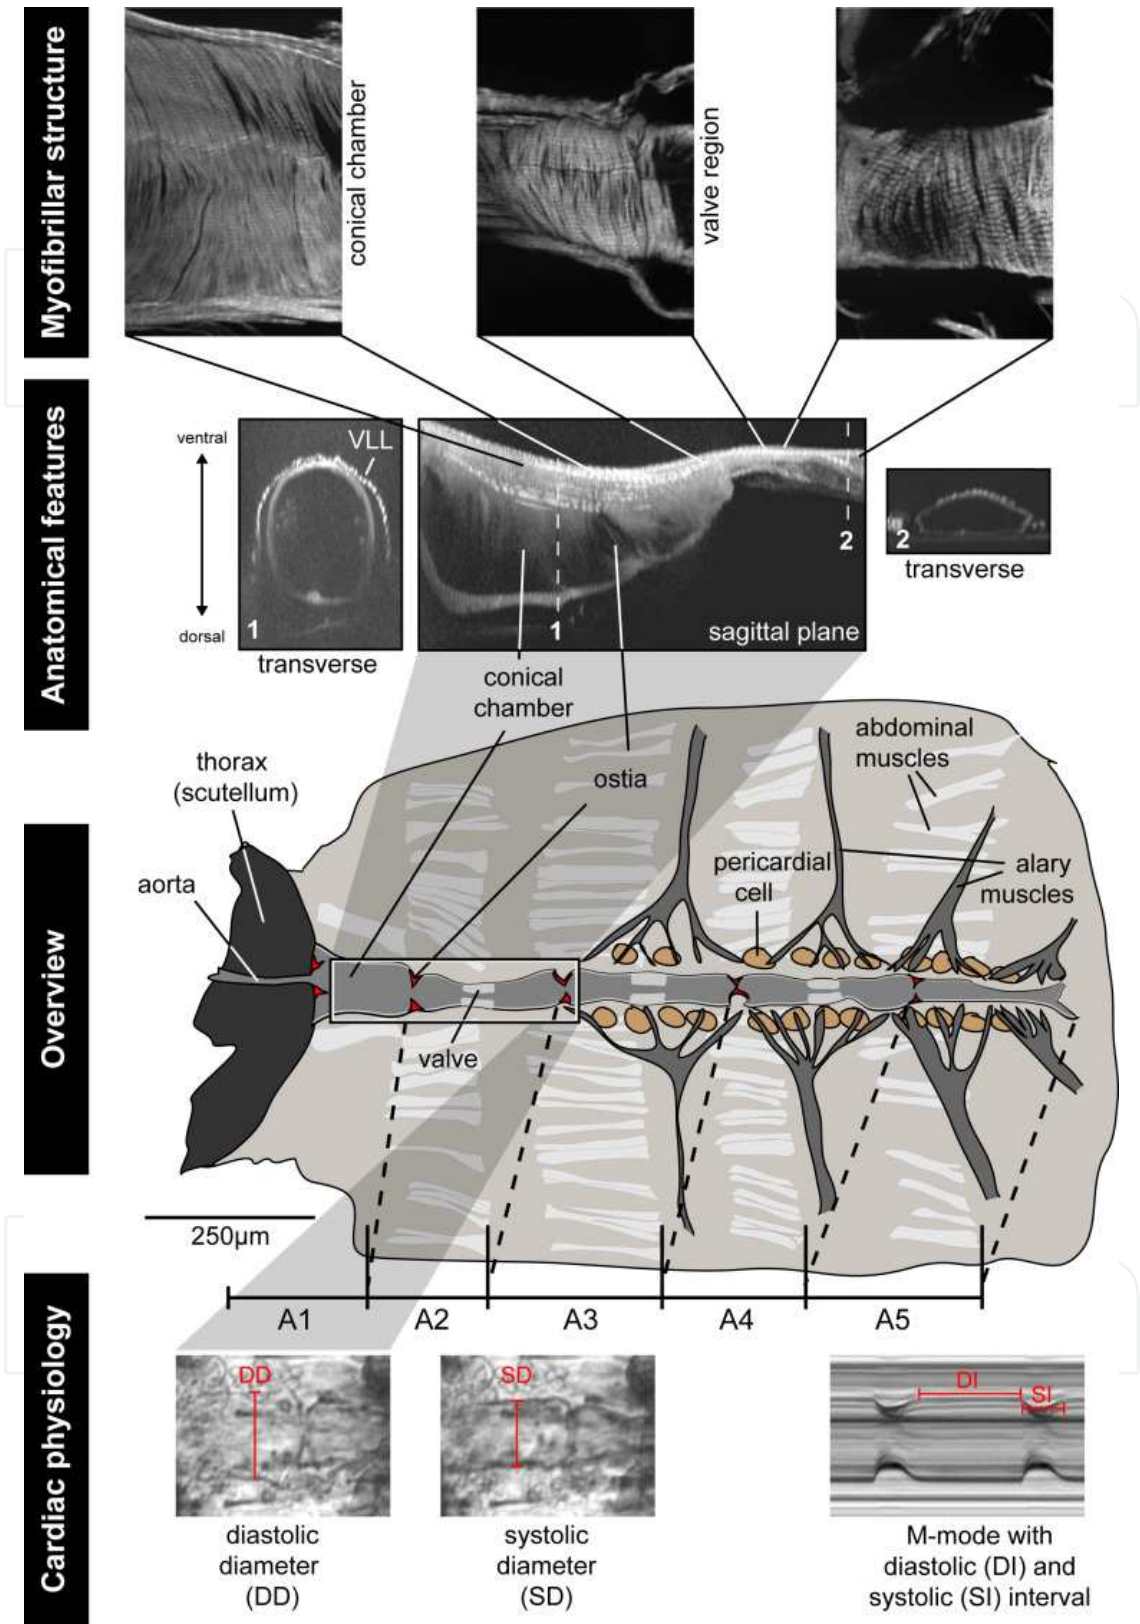 Myofibrillar structure
conical chamber
valve region
Anatomical features
ventral
dorsal
VLL
1
transverse
1
2
sagittal plane
2
transverse
conical
chamber
ostia
abdominal
muscles
thorax
(scutellum)
aorta
pericardial
cell
alary
muscles
Overview
valve
250µm
A1
A2
A3
A4
A5
Cardiac physiology
DD
SD
DI
SI
diastolic
diameter
(DD)
systolic
diameter
(SD)
M-mode with
diastolic (DI) and
systolic (SI) interval